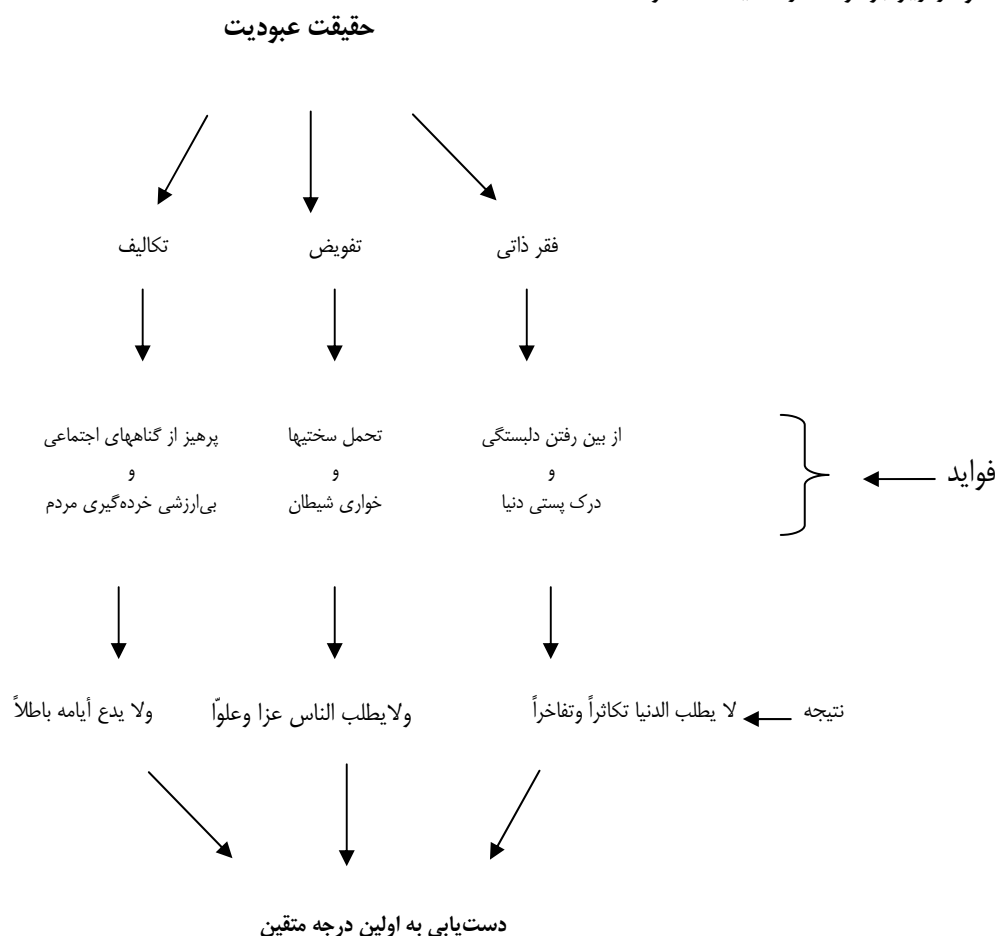 حقیقت عبودیت
فقر ذاتی
تفویض
تکالیف
فواید
از بین رفتن دلبستگی
و
درک پستی دنیا
تحمل سختیها
و
خواری شیطان
پرهیز از گناههای اجتماعی
و
بی‌ارزشی خرده‌گیری مردم
نتیجه
لا یطلب الدنیا تکاثراً وتفاخراً
ولایطلب الناس عزا وعلوّا
ولا یدع أیامه باطلاً
دست‌یابی به اولین درجه متقین